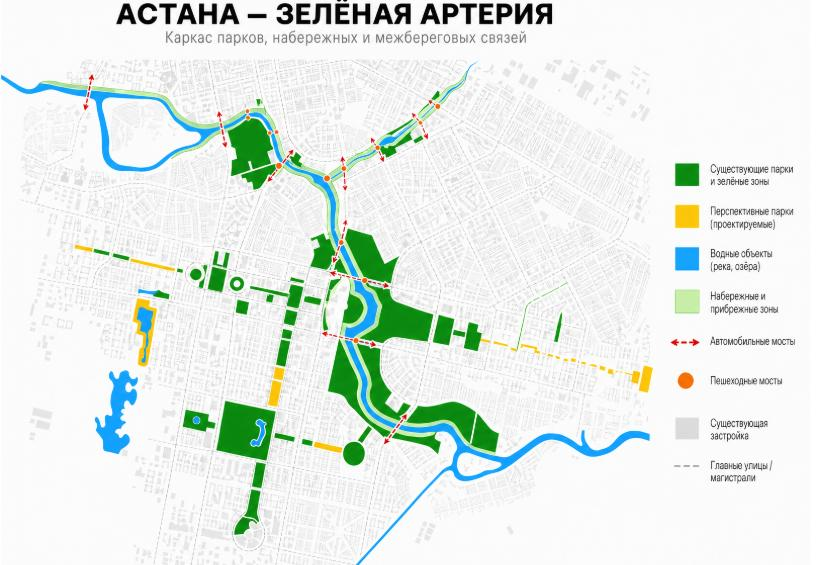 АСТАНА — ЗЕЛЁНАЯ АРТЕРИЯ
Каркас парков, набережных и межбереговых связей
Существующие парки
и зелёные зоны
Перспективные парки
(проектируемые)
Водные объекты
(река, озёра)
Набережные и
прибрежные зоны
Автомобильные мосты
Пешеходные мосты
Существующая
застройка
Главные улицы /
магистрали